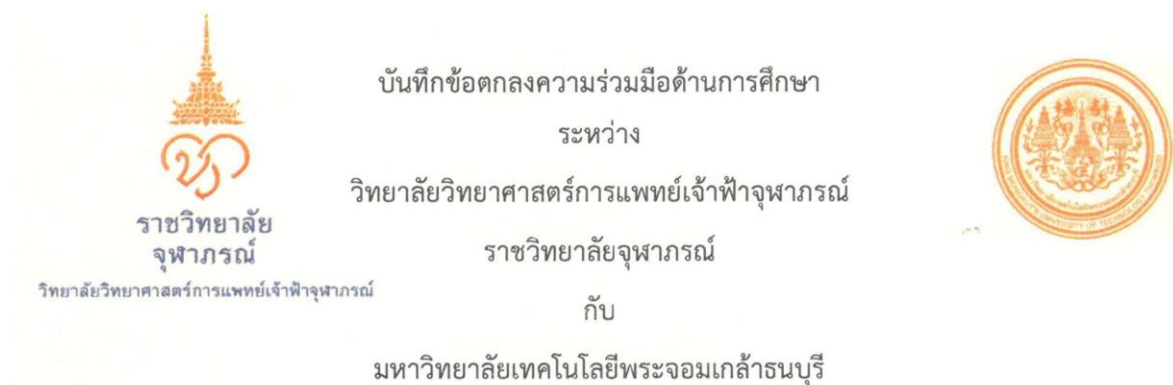 บันทึกข้อตกลงความร่วมมือด้านการศึกษา
ระหว่าง
วิทยาลัยวิทยาศาสตร์การแพทย์เจ้าฟ้าจุฬาภรณ์
ราชวิทยาลัยจุฬาภรณ์
กับ
มหาวิทยาลัยเทคโนโลยีพระจอมเกล้าธนบุรี
ราชวิทยาลัย
จุฬาภรณ์
วิทยาลัยวิทยาศาสตร์การแพทย์เจ้าฟ้าจุฬาภรณ์